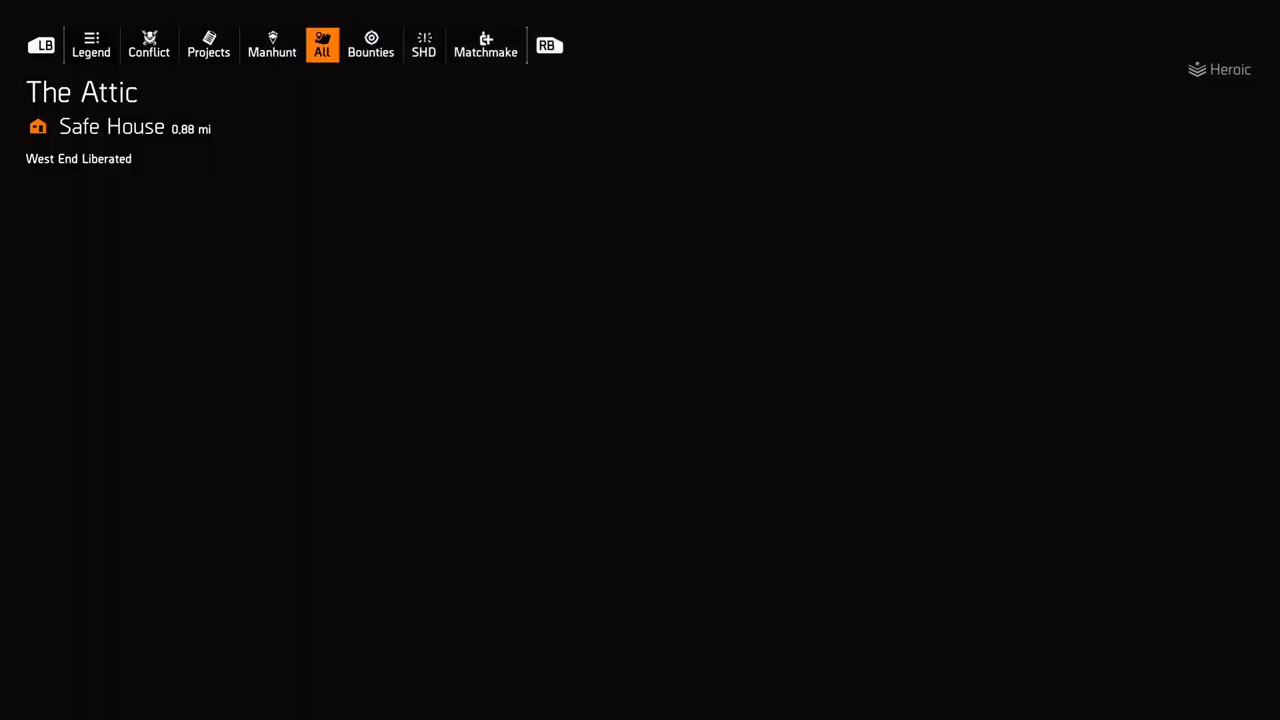 LB Legend Conflict Projects Manhunt All Bounties SHD Matchmake RB
Heroic
The Attic
Safe House 0.88 mi
West End Liberated